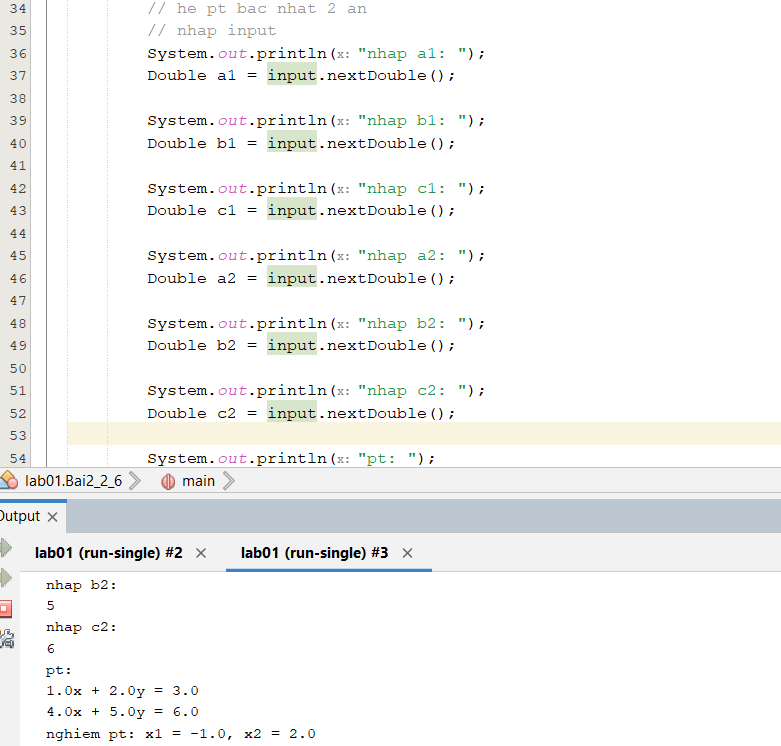 34 // he pt bac nhat 2 an
35 // nhap input
36 System.out.println(x: "nhap a1: ");
37 Double a1 = input.nextDouble();
38
39 System.out.println(x: "nhap b1: ");
40 Double b1 = input.nextDouble();
41
42 System.out.println(x: "nhap c1: ");
43 Double c1 = input.nextDouble();
44
45 System.out.println(x: "nhap a2: ");
46 Double a2 = input.nextDouble();
47
48 System.out.println(x: "nhap b2: ");
49 Double b2 = input.nextDouble();
50
51 System.out.println(x: "nhap c2: ");
52 Double c2 = input.nextDouble();
53
54 System.out.println(x: "pt: ");
lab01.Bai2_2_6 main
Output
lab01 (run-single) #2 lab01 (run-single) #3
nhap b2:
5
nhap c2:
6
pt:
1.0x + 2.0y = 3.0
4.0x + 5.0y = 6.0
nghiem pt: x1 = -1.0, x2 = 2.0